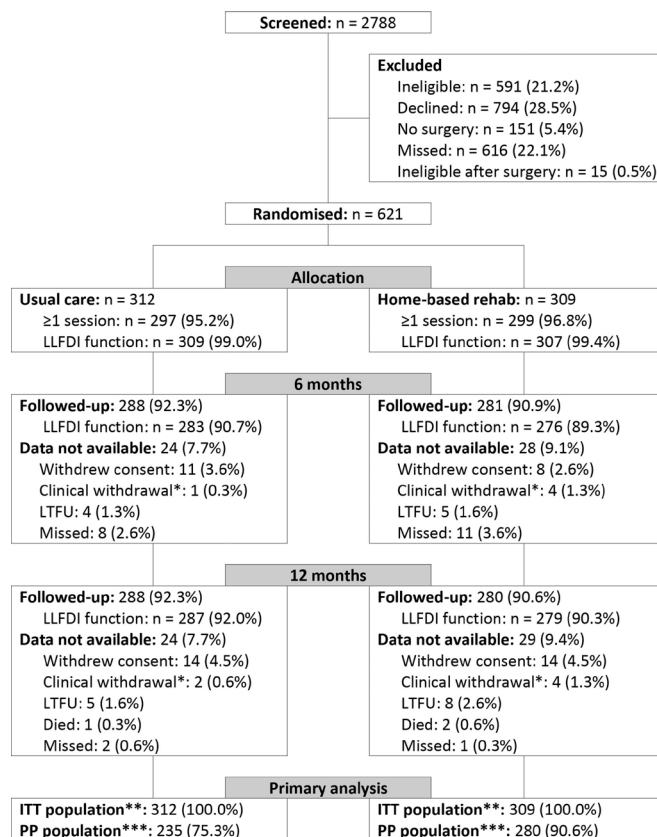 Screened: n = 2788
Excluded
Ineligible: n = 591 (21.2%)
Declined: n = 794 (28.5%)
No surgery: n = 151 (5.4%)
Missed: n = 616 (22.1%)
Ineligible after surgery: n = 15 (0.5%)
Randomised: n = 621
Allocation
Usual care: n = 312
≥1 session: n = 297 (95.2%)
LLFDI function: n = 309 (99.0%)
Home-based rehab: n = 309
≥1 session: n = 299 (96.8%)
LLFDI function: n = 307 (99.4%)
6 months
Followed-up: 288 (92.3%)
LLFDI function: n = 283 (90.7%)
Data not available: 24 (7.7%)
Withdrew consent: 11 (3.6%)
Clinical withdrawal*: 1 (0.3%)
LTFU: 4 (1.3%)
Missed: 8 (2.6%)
Followed-up: 281 (90.9%)
LLFDI function: n = 276 (89.3%)
Data not available: 28 (9.1%)
Withdrew consent: 8 (2.6%)
Clinical withdrawal*: 4 (1.3%)
LTFU: 5 (1.6%)
Missed: 11 (3.6%)
12 months
Followed-up: 288 (92.3%)
LLFDI function: n = 287 (92.0%)
Data not available: 24 (7.7%)
Withdrew consent: 14 (4.5%)
Clinical withdrawal*: 2 (0.6%)
LTFU: 5 (1.6%)
Died: 1 (0.3%)
Missed: 2 (0.6%)
Followed-up: 280 (90.6%)
LLFDI function: n = 279 (90.3%)
Data not available: 29 (9.4%)
Withdrew consent: 14 (4.5%)
Clinical withdrawal*: 4 (1.3%)
LTFU: 8 (2.6%)
Died: 2 (0.6%)
Missed: 1 (0.3%)
Primary analysis
ITT population**: 312 (100.0%)
PP population***: 235 (75.3%)
ITT population**: 309 (100.0%)
PP population***: 280 (90.6%)